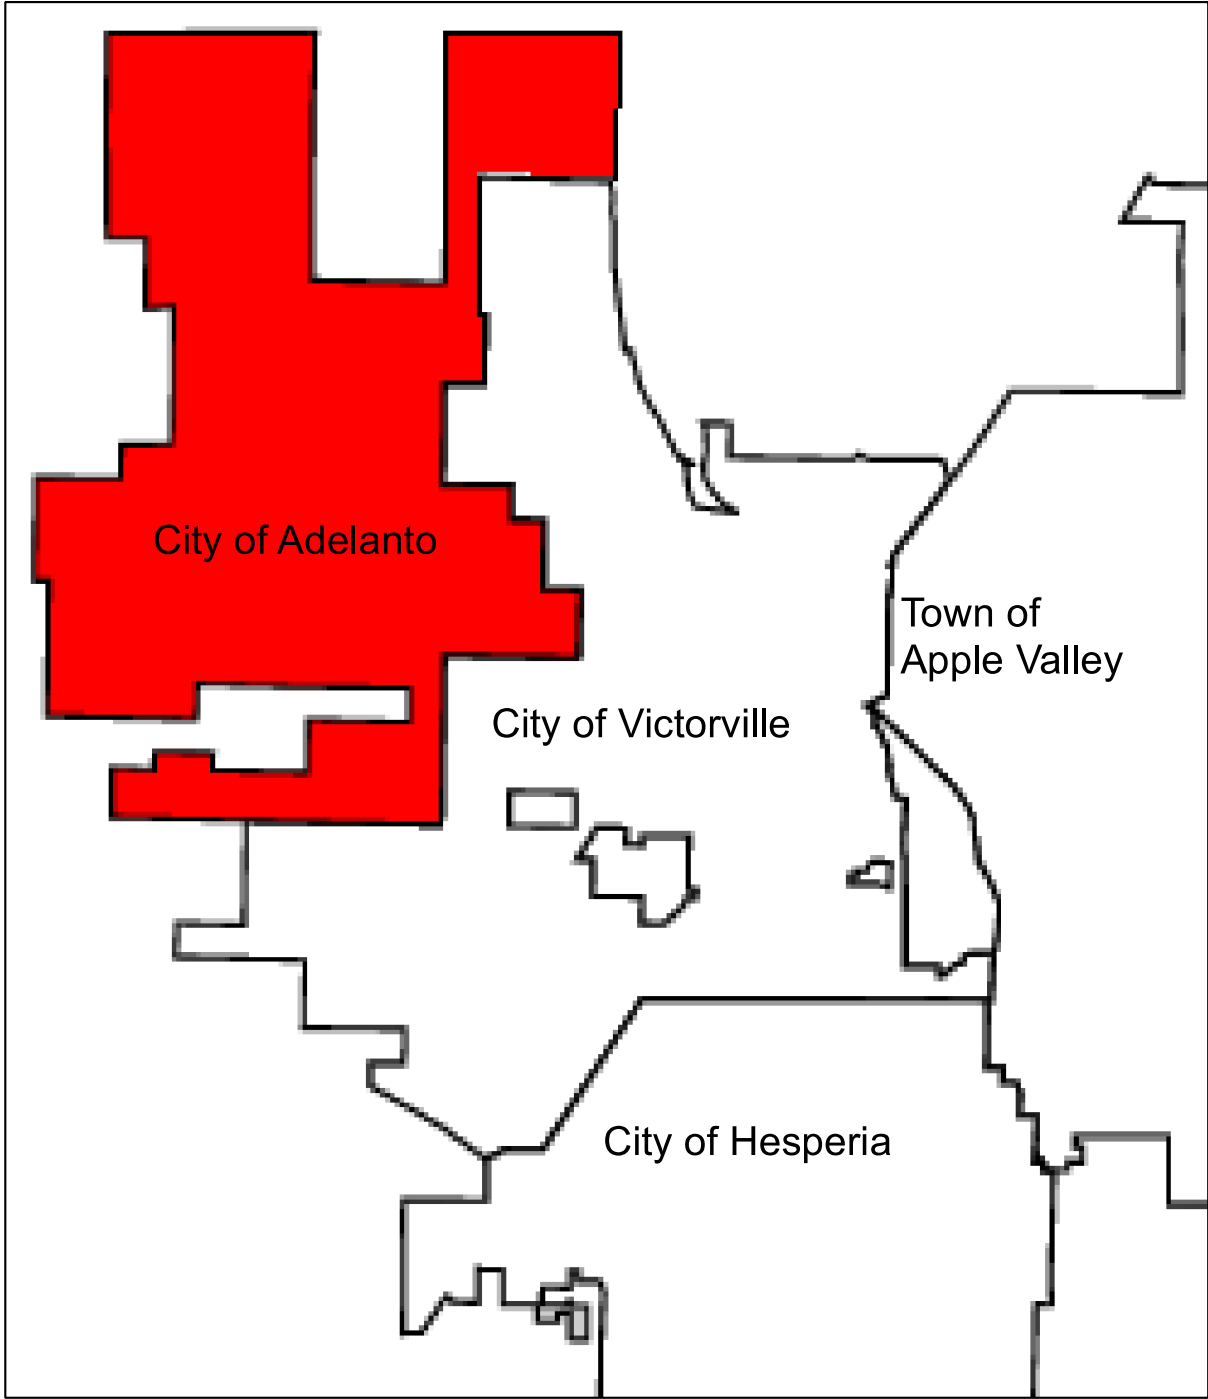 City of Adelanto
Town of
Apple Valley
City of Victorville
City of Hesperia